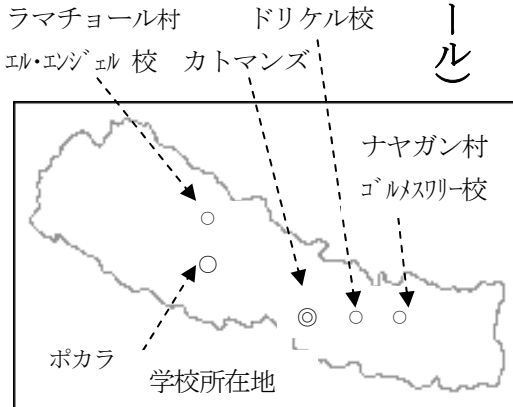 ラマチョール村
エル・エンジェル 校
カトマンズ
ドリケル校
ール）
ナヤガン村
ゴルメスワリー校
ポカラ
学校所在地